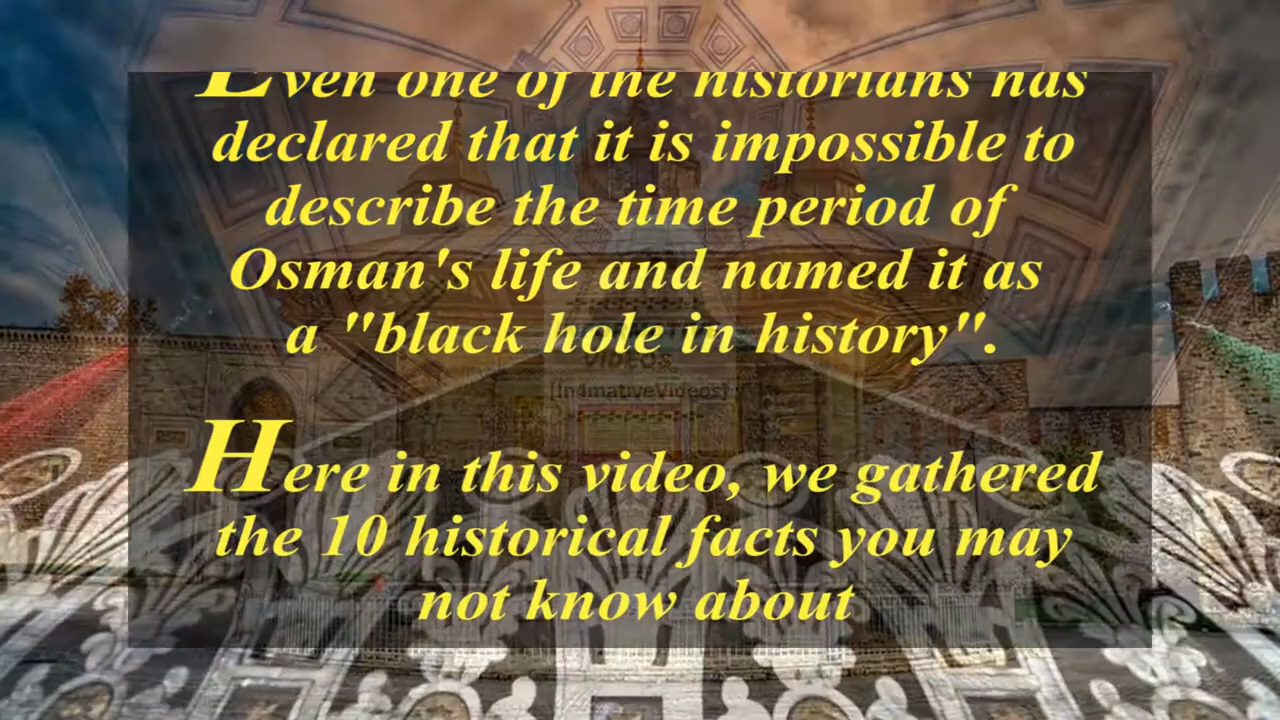 Even one of the historians has
declared that it is impossible to
describe the time period of
Osman's life and named it as
a "black hole in history".
VIDEOS
[In4mativeVideos]
Here in this video, we gathered
the 10 historical facts you may
not know about